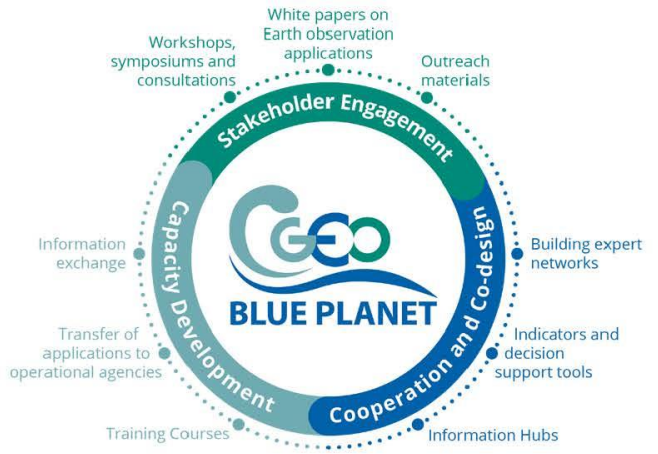 White papers on
Earth observation
applications
Workshops,
symposiums and
consultations
Outreach
materials
Stakeholder Engagement
Capacity Development
Cooperation and Co-design
GEO
BLUE PLANET
Information
exchange
Building expert
networks
Transfer of
applications to
operational agencies
Indicators and
decision
support tools
Training Courses
Information Hubs